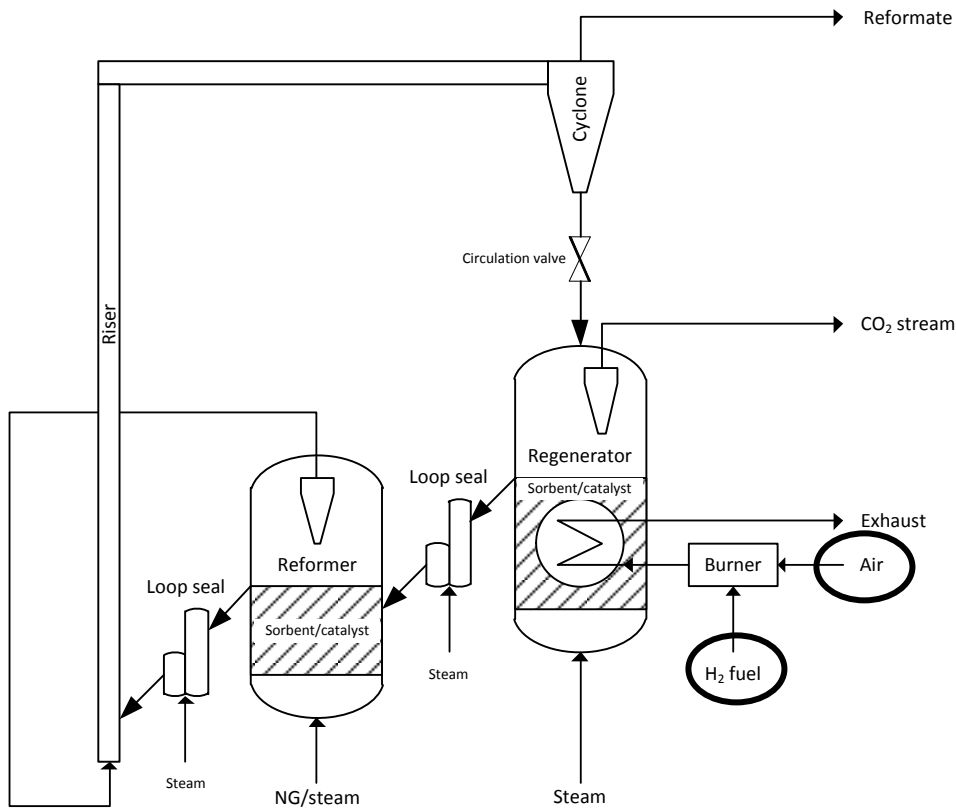 Reformate
Cyclone
Circulation valve
Riser
CO₂ stream
Regenerator
Loop seal
Sorbent/catalyst
Exhaust
Reformer
Burner
Air
Loop seal
Sorbent/catalyst
Steam
H₂ fuel
Steam
NG/steam
Steam